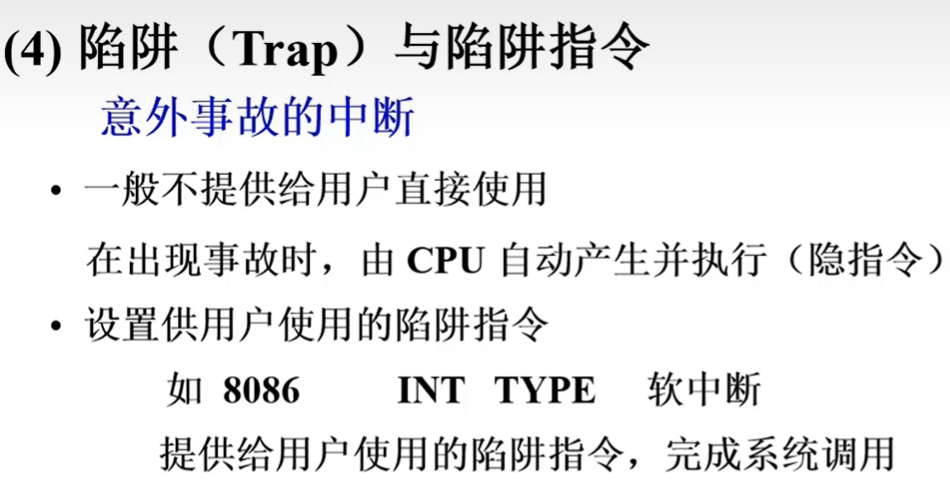 (4) 陷阱（Trap）与陷阱指令
意外事故的中断
• 一般不提供给用户直接使用
在出现事故时，由 CPU 自动产生并执行（隐指令）
• 设置供用户使用的陷阱指令
如 8086 INT TYPE 软中断
提供给用户使用的陷阱指令，完成系统调用